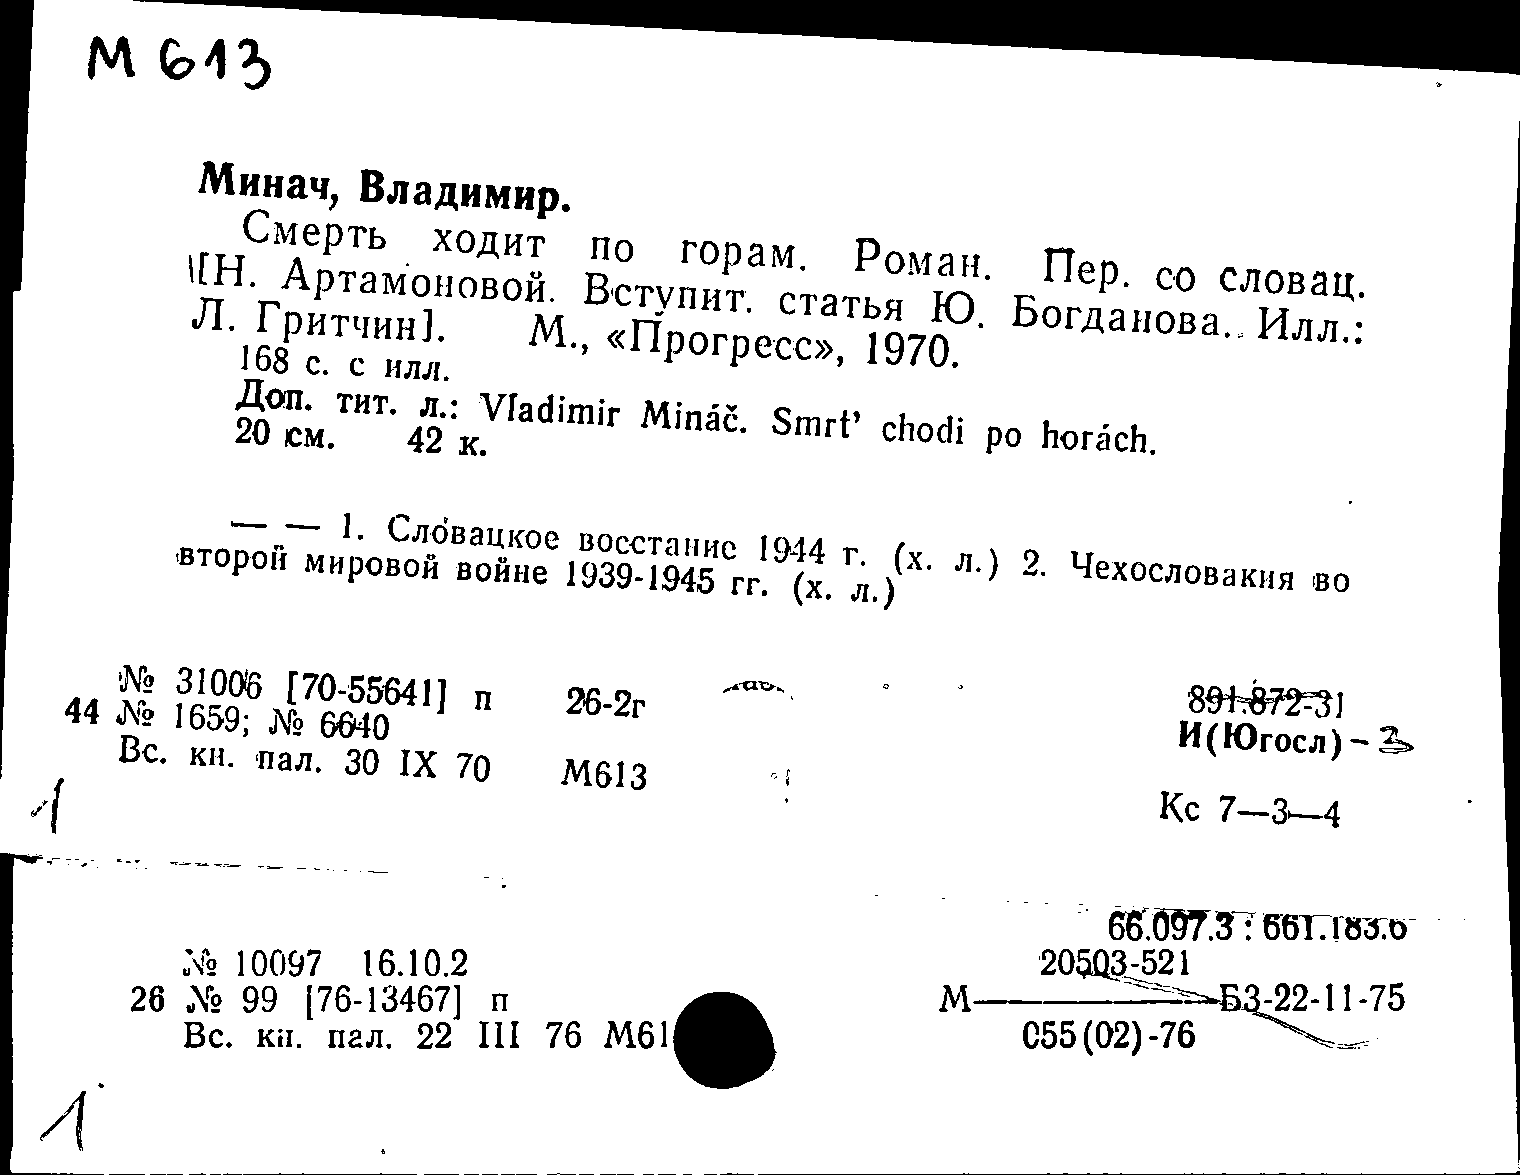 М 613
Минач, Владимир.
Смерть ходит по горам. Роман. Пер. со словац.
[Н. Артамоновой. Вступит. статья Ю. Богданова. Илл.:
Л. Гритчин]. М., «Прогресс», 1970.
168 с. с илл.
Доп. тит. л.: Vladimir Mináč. Smrt’ chodi po horách.
20 см. 42 к.
— — 1. Словацкое восстание 1944 г. (х. л.) 2. Чехословакия во
второй мировой войне 1939-1945 гг. (х. л.)
№ 31006 [70-55641] п 26-2г 891.872-31
44 № 1659; № 6640 И(Югосл)-3
Вс. кн. пал. 30 IX 70 М613
Кс 7—3—4
1
66.097.3 : 661.183.6
№ 10097 16.10.2 20503-521
26 № 99 [76-13467] п М— Б3-22-11-75
Вс. кн. пал. 22 III 76 М61 055(02)-76
1